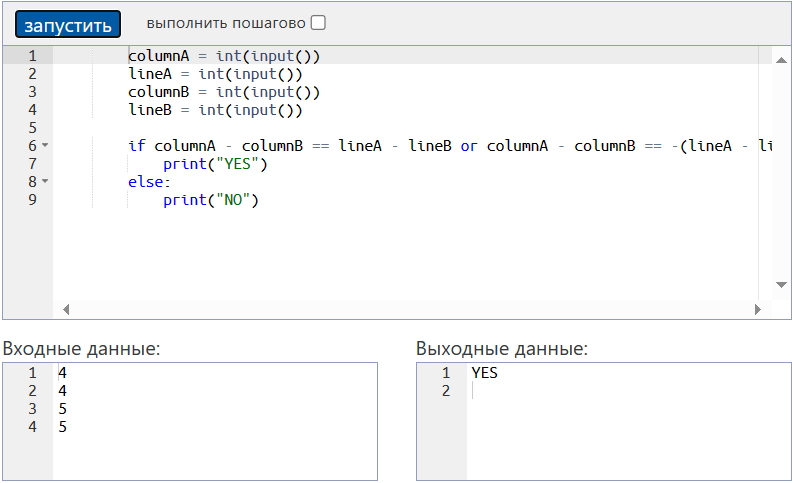 запустить выполнить пошагово
1 columnA = int(input())
2 lineA = int(input())
3 columnB = int(input())
4 lineB = int(input())
5
6 if columnA - columnB == lineA - lineB or columnA - columnB == -(lineA - li
7 print("YES")
8 else:
9 print("NO")
Входные данные:
1 4
2 4
3 5
4 5
Выходные данные:
1 YES
2